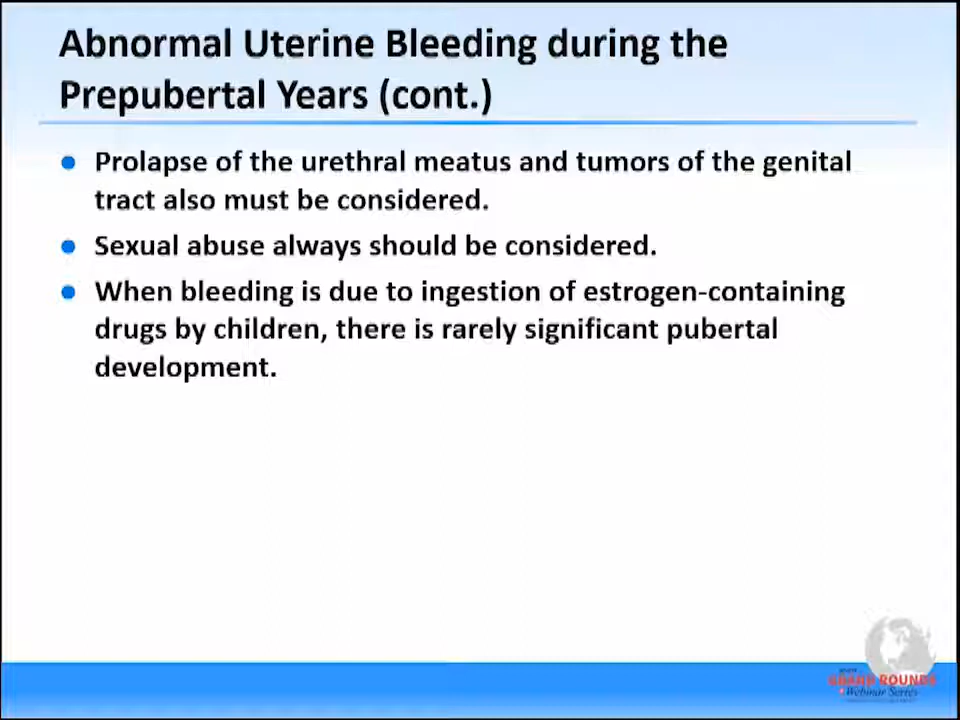 Abnormal Uterine Bleeding during the
Prepubertal Years (cont.)
● Prolapse of the urethral meatus and tumors of the genital
tract also must be considered.
● Sexual abuse always should be considered.
● When bleeding is due to ingestion of estrogen-containing
drugs by children, there is rarely significant pubertal
development.
GRAND ROUNDS
Webinar Series